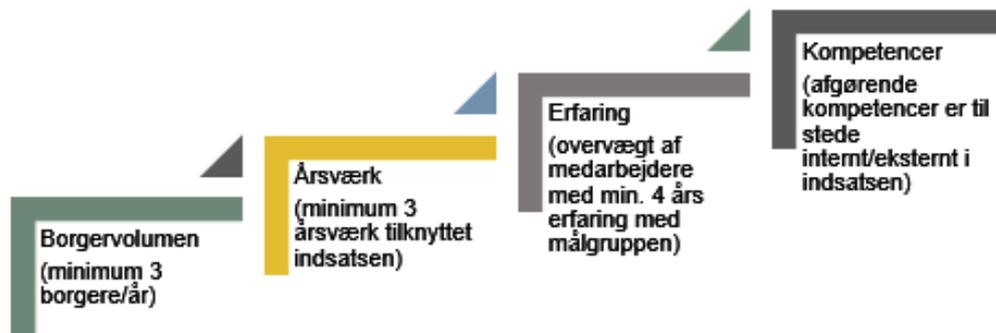 Borgervolumen
(minimum 3
borgere/år)
Årsværk
(minimum 3
årsværk tilknyttet
indsatsen)
Erfaring
(overvægt af
medarbejdere
med min. 4 års
erfaring med
målgruppen)
Kompetencer
(afgørende
kompetencer er til
stede
internt/eksternt i
indsatsen)